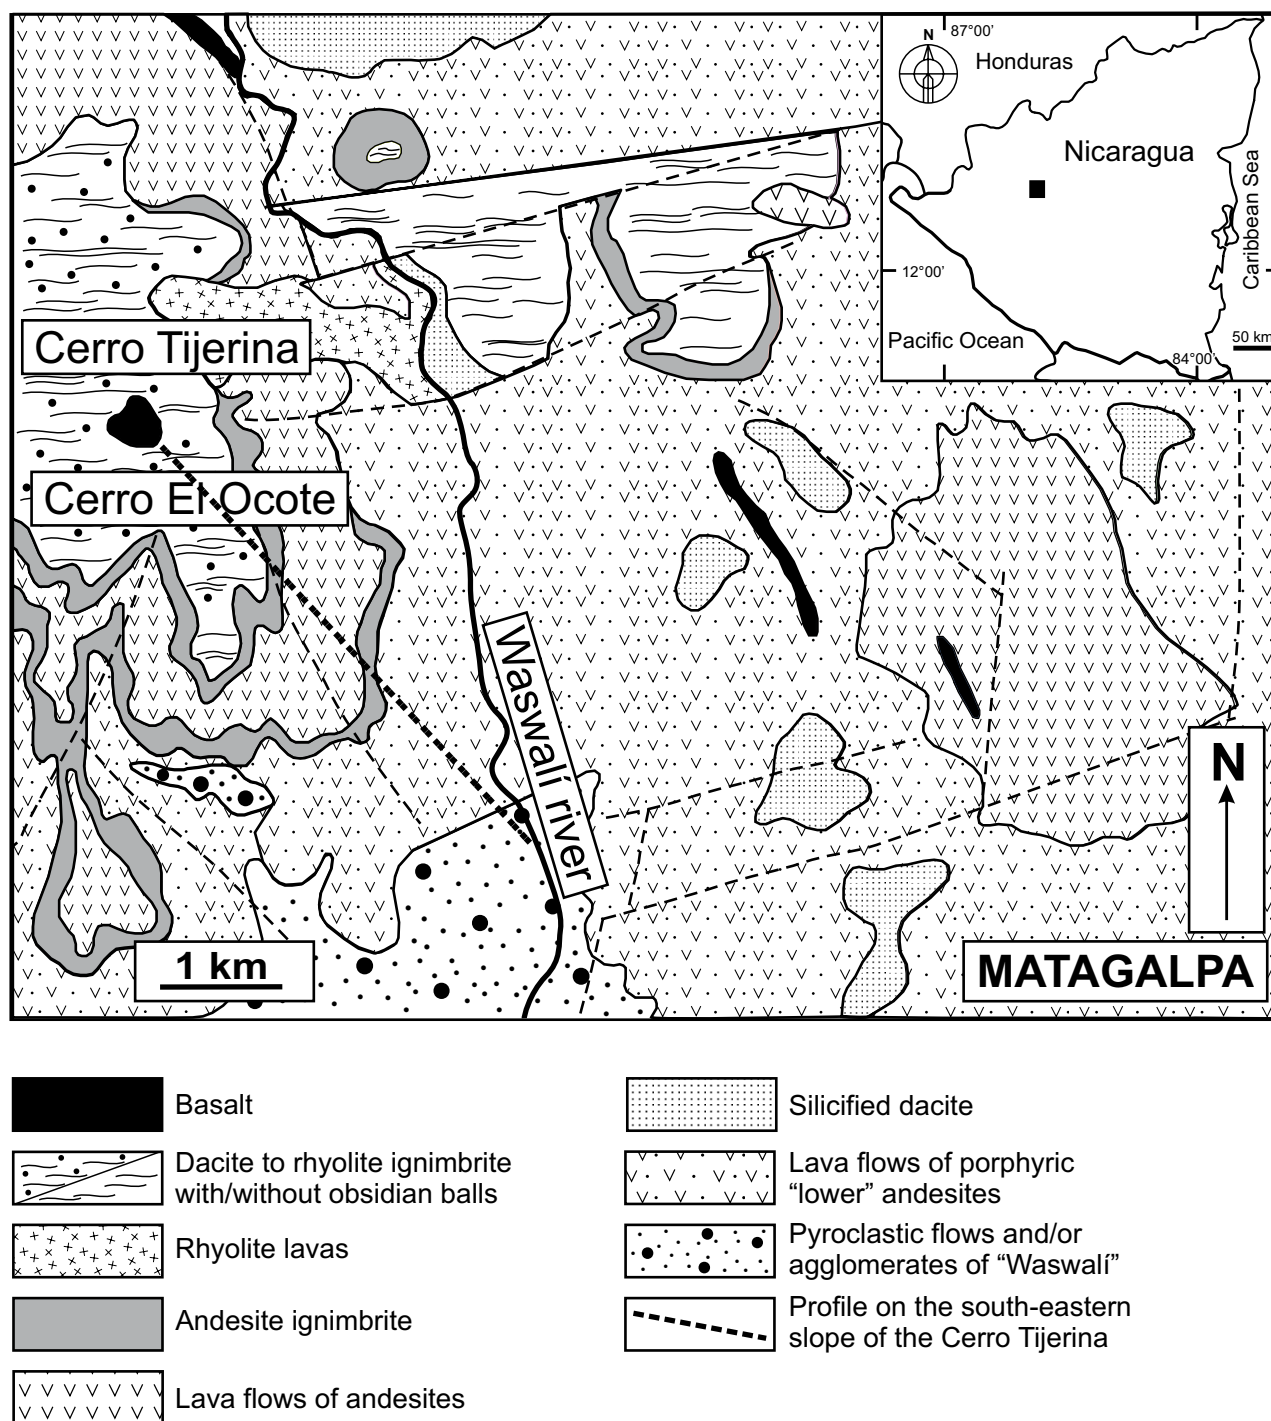 N
87°00’
Honduras
Nicaragua
Caribbean Sea
12°00’
Pacific Ocean
50 km
84°00’
Cerro Tijerina
Cerro El Ocote
Waswalí river
N
1 km
MATAGALPA
Basalt
Dacite to rhyolite ignimbrite
with/without obsidian balls
Rhyolite lavas
Andesite ignimbrite
Lava flows of andesites
Silicified dacite
Lava flows of porphyric
“lower” andesites
Pyroclastic flows and/or
agglomerates of “Waswalí”
Profile on the south-eastern
slope of the Cerro Tijerina